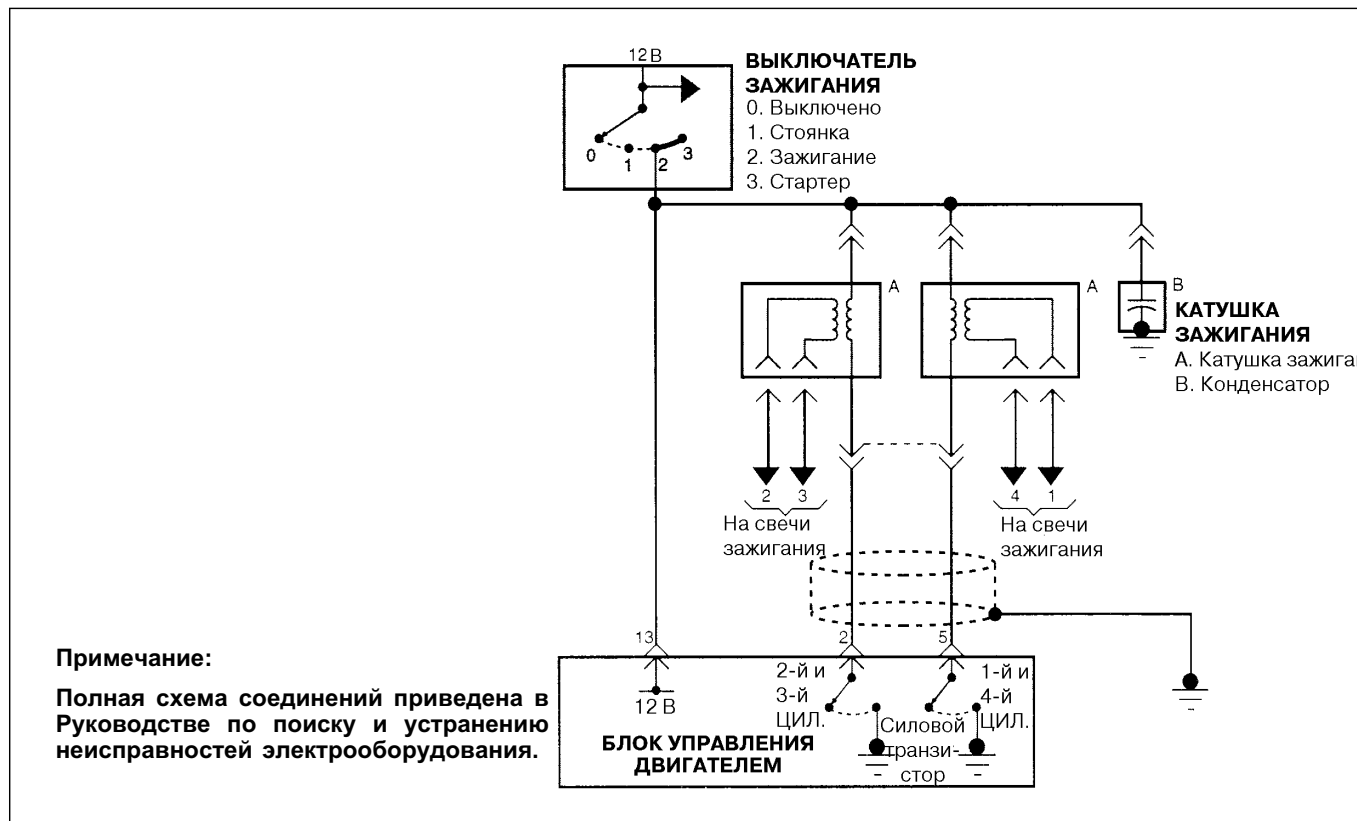 12 В
ВЫКЛЮЧАТЕЛЬ
ЗАЖИГАНИЯ
0. Выключено
1. Стоянка
2. Зажигание
3. Стартер
0
1
2
3
A
A
B
КАТУШКА
ЗАЖИГАНИЯ
А. Катушка зажига
В. Конденсатор
2
3
4
1
На свечи
зажигания
На свечи
зажигания
13
2
5
12 В
2-й и
3-й
ЦИЛ.
1-й и
4-й
ЦИЛ.
Силовой
транзи-
стор
БЛОК УПРАВЛЕНИЯ
ДВИГАТЕЛЕМ
Примечание:
Полная схема соединений приведена в
Руководстве по поиску и устранению
неисправностей электрооборудования.